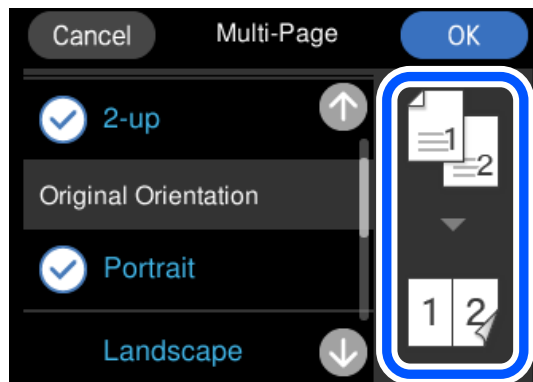 Cancel Multi-Page OK
2-up
Original Orientation
Portrait
Landscape
1
2
1 2